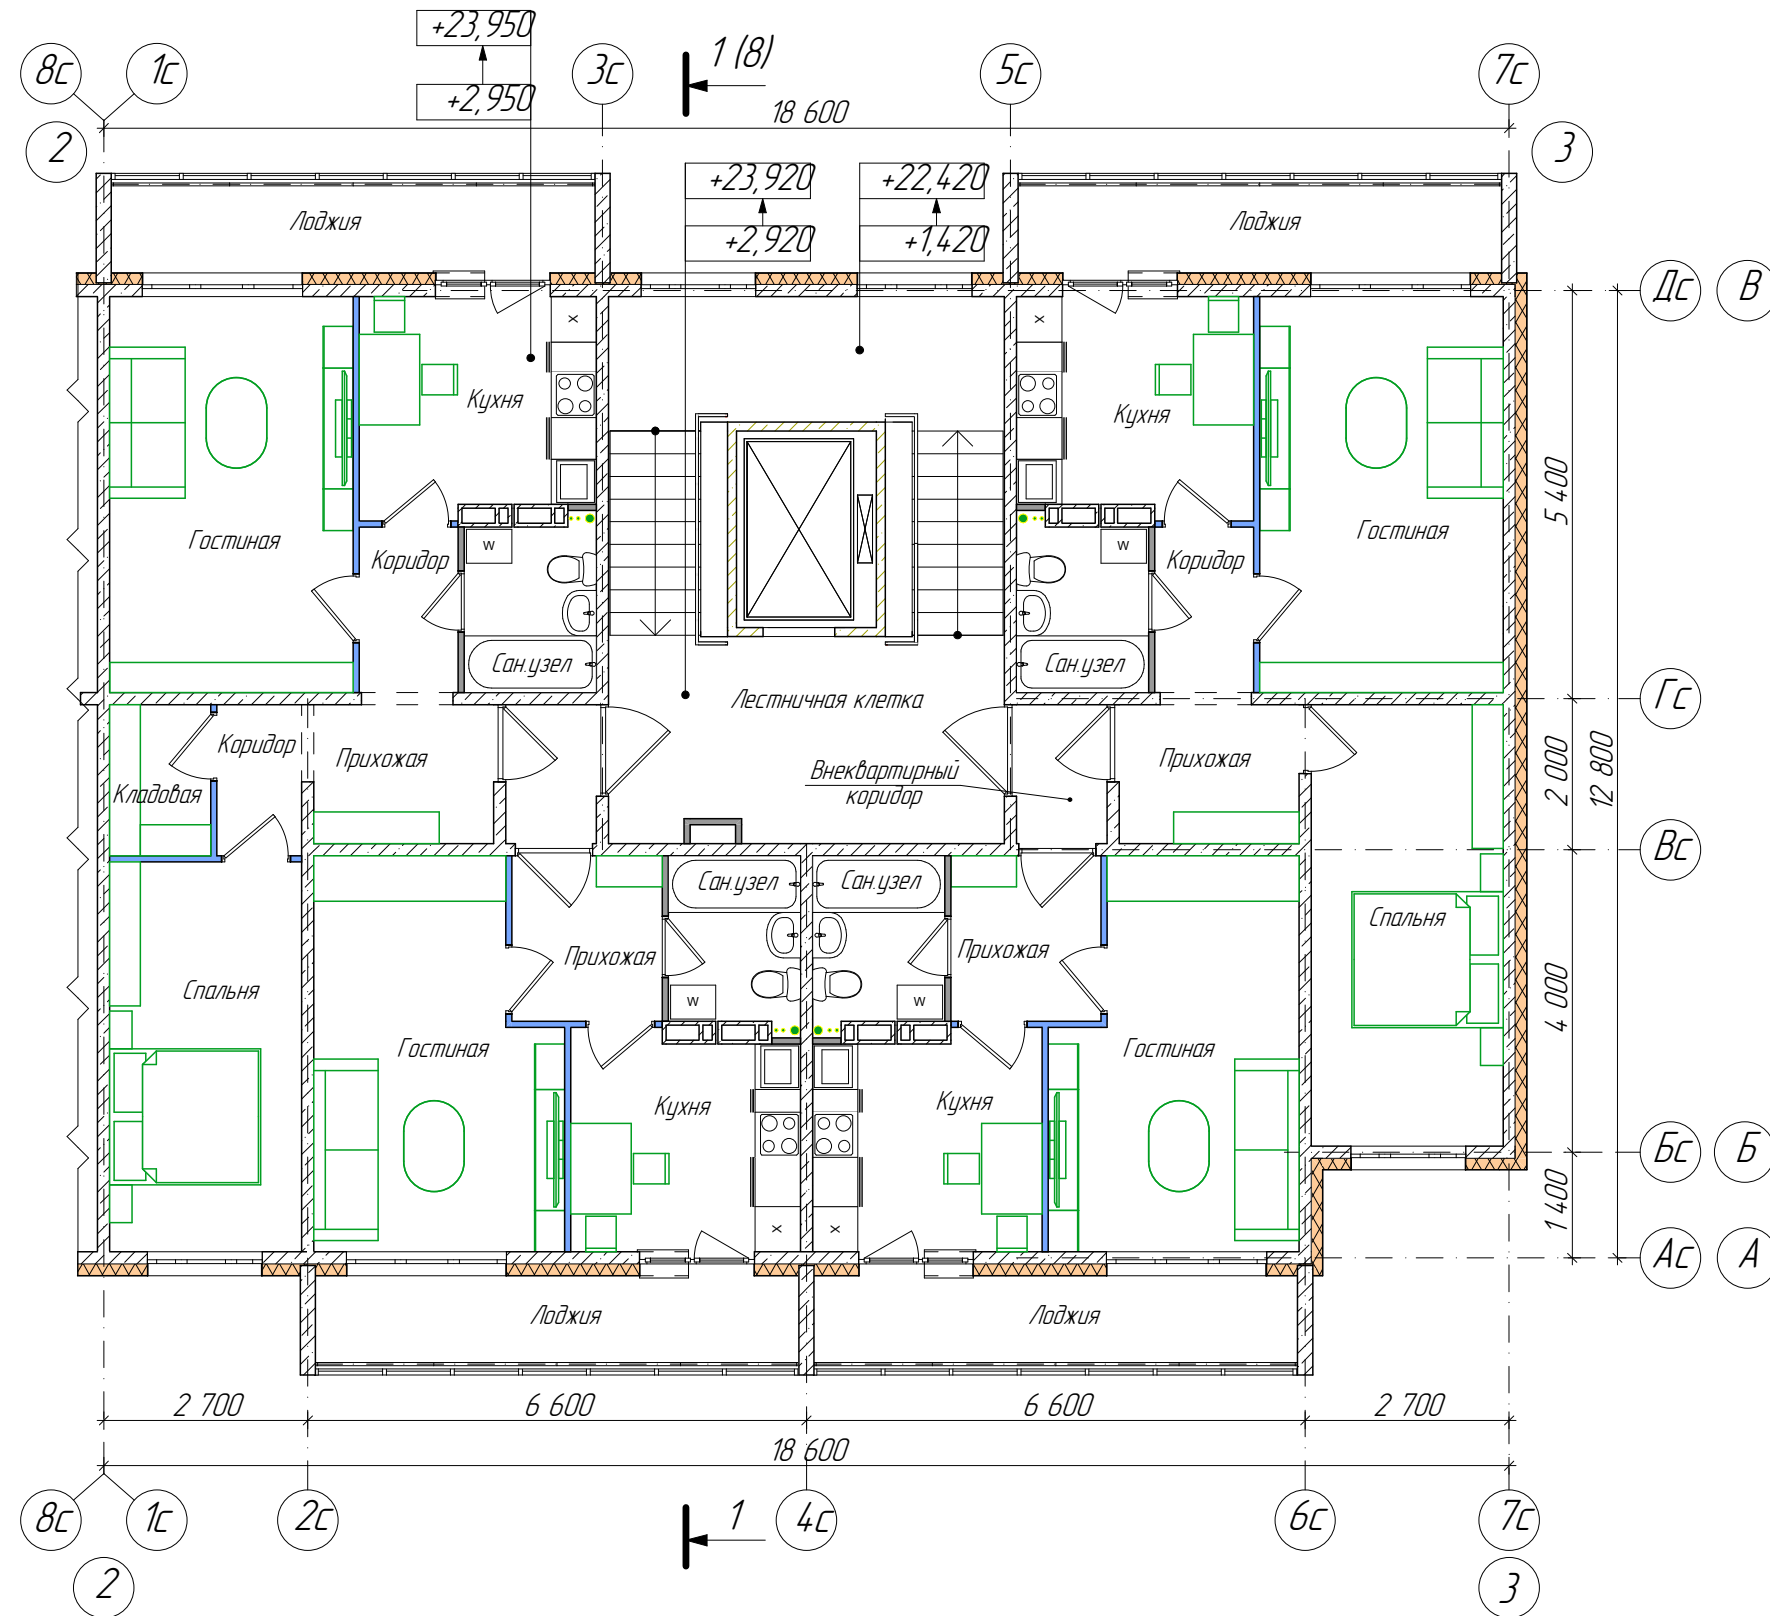 +23,950
1 (8)
8с
1с
3с
5с
7с
+2,950
18 600
2
3
+23,920
+22,420
Лоджия
Лоджия
+2,920
+1,420
Дс
В
x
x
Кухня
Кухня
5 400
Гостиная
Коридор
w
w
Коридор
Гостиная
Сан.узел
Сан.узел
Лестничная клетка
Гс
Коридор
Прихожая
Прихожая
2 000
12 800
Кладовая
Внеквартирный
коридор
Вс
Сан.узел
Сан.узел
Спальня
Прихожая
Прихожая
Спальня
w
w
4 000
Гостиная
Гостиная
Кухня
Кухня
Бс
Б
1 400
x
x
Ас
А
Лоджия
Лоджия
2 700
6 600
6 600
2 700
18 600
8с
1с
2с
1
4с
6с
7с
2
3